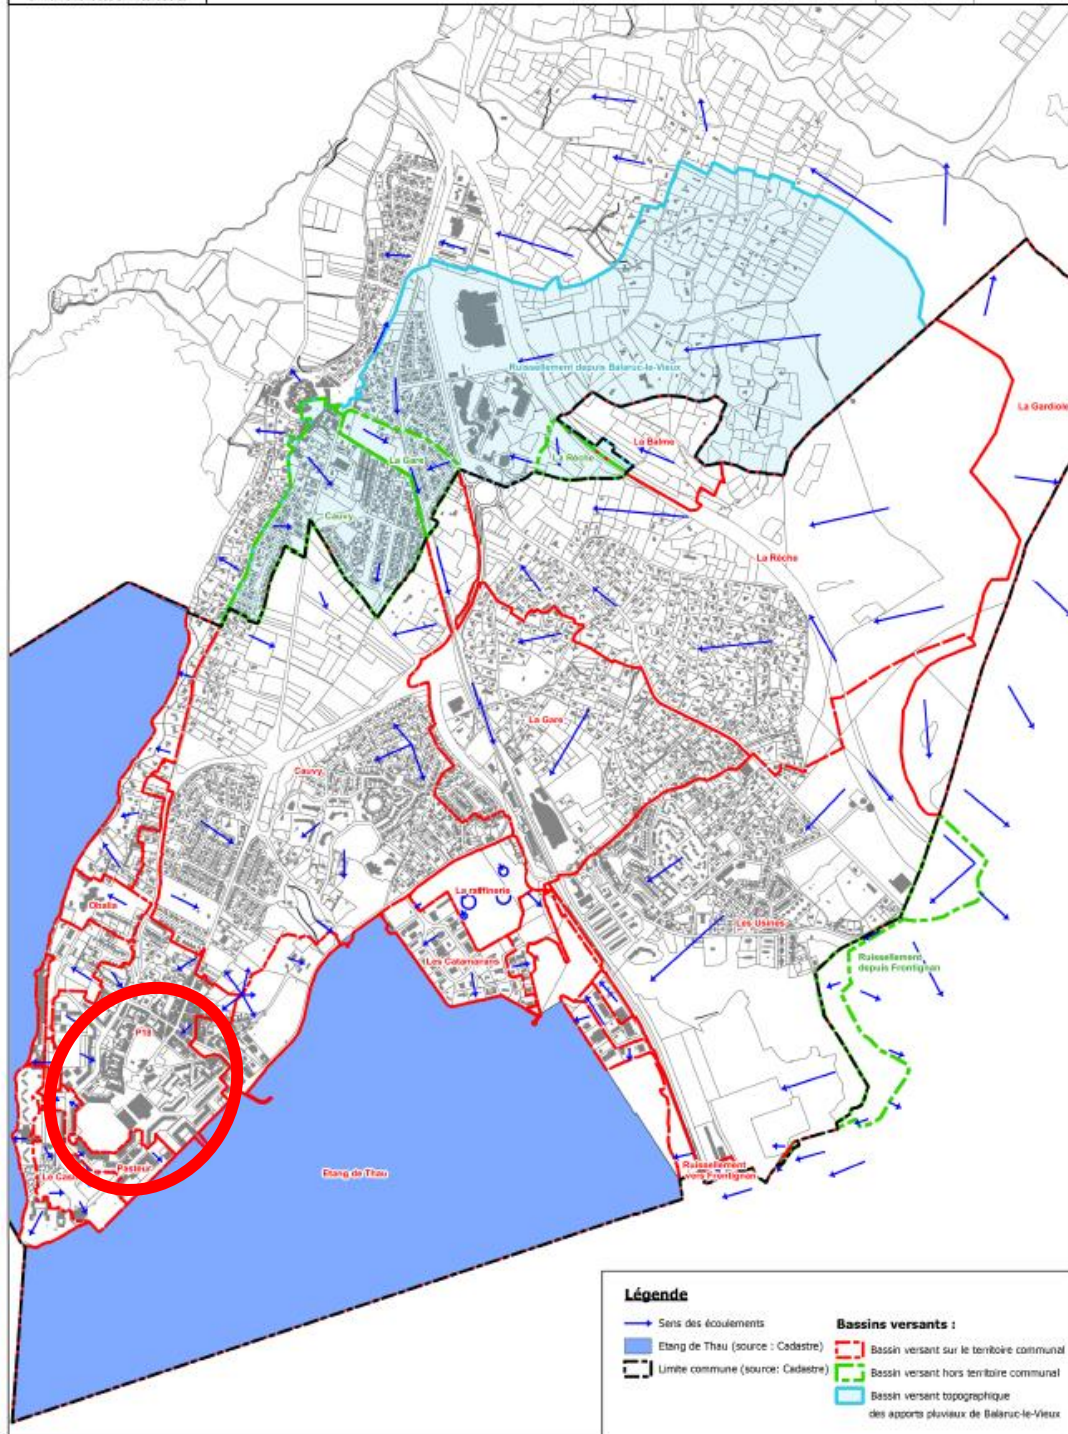 Ruissellement depuis Balaruc-le-Vieux
La Gardiole
La Balme
La Gare
La Rèche
Cauvy
La Rèche
La Gare
Cauvy
La raffinerie
Obelia
Les Usines
Les Catamarans
Ruissellement
depuis Frontignan
P18
Pasteur
Etang de Thau
Ruissellement
vers Frontignan
Légende
Sens des écoulements
Etang de Thau (source : Cadastre)
Limite commune (source: Cadastre)
Bassins versants :
Bassin versant sur le territoire communal
Bassin versant hors territoire communal
Bassin versant topographique
des apports pluviaux de Balaruc-le-Vieux